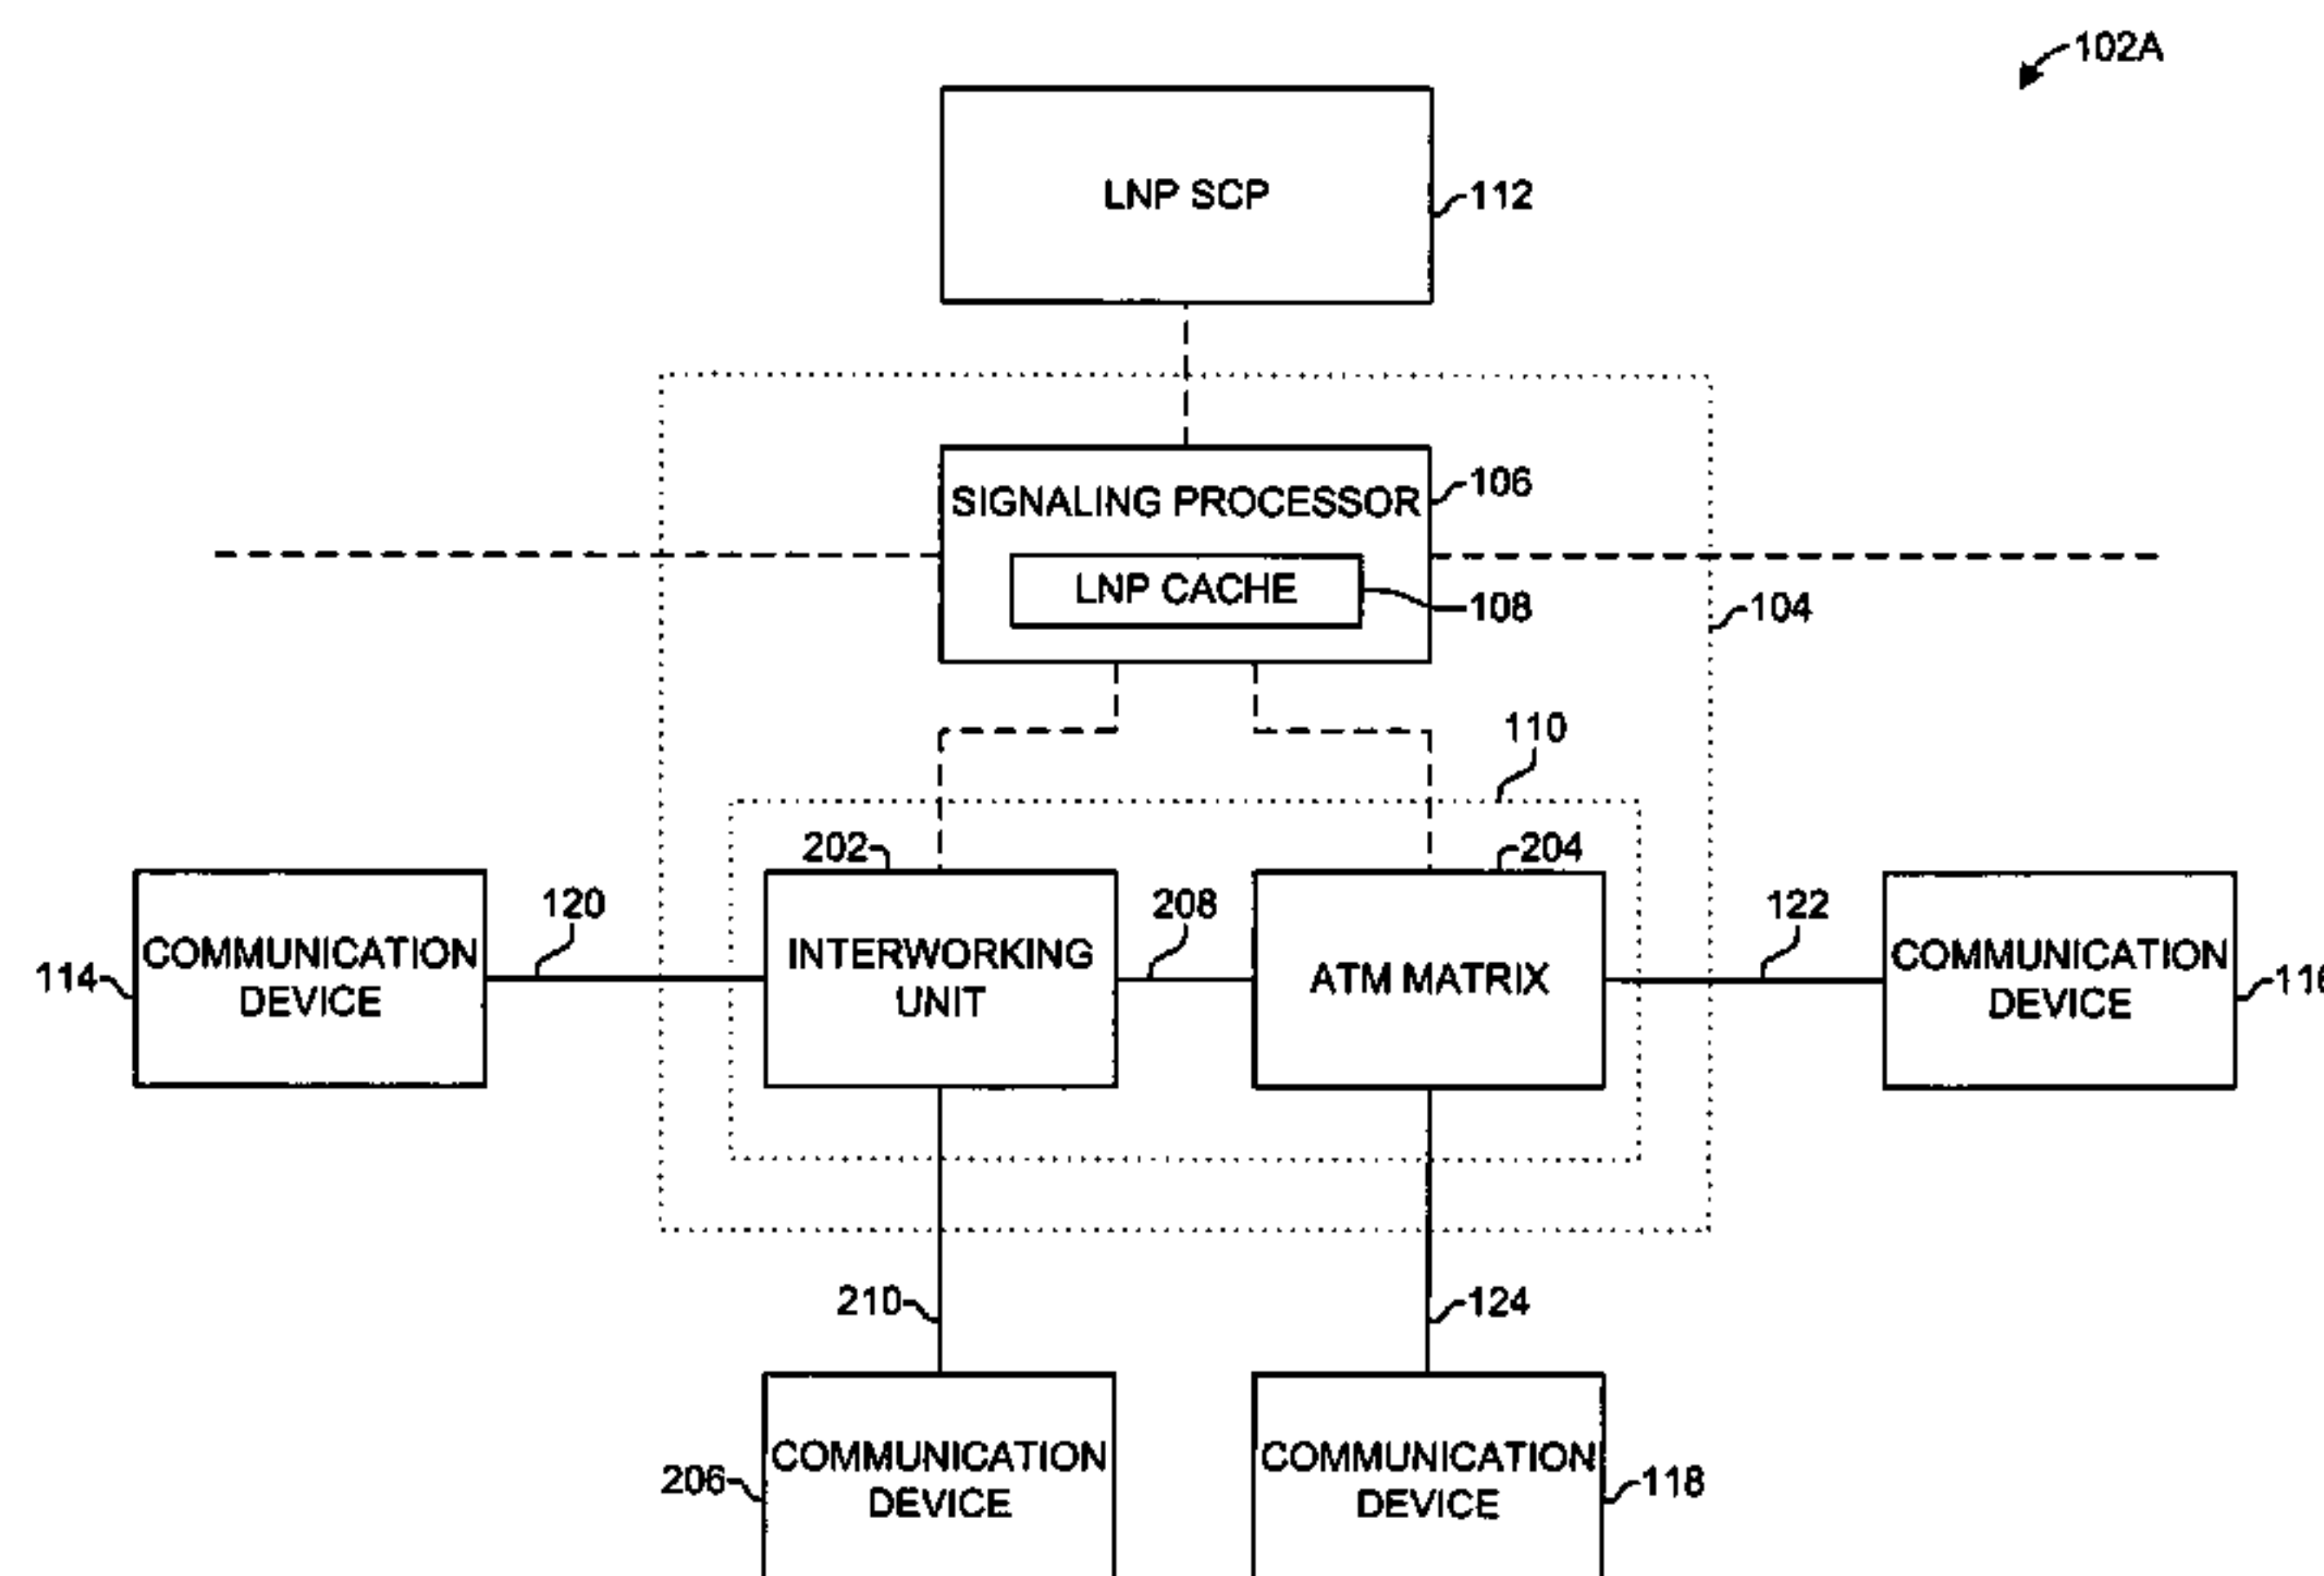 102A
LNP SCP
112
SIGNALING PROCESSOR
106
LNP CACHE
108
104
110
202
204
120
208
122
114
COMMUNICATION
DEVICE
INTERWORKING
UNIT
ATM MATRIX
COMMUNICATION
DEVICE
116
210
124
206
COMMUNICATION
DEVICE
COMMUNICATION
DEVICE
118